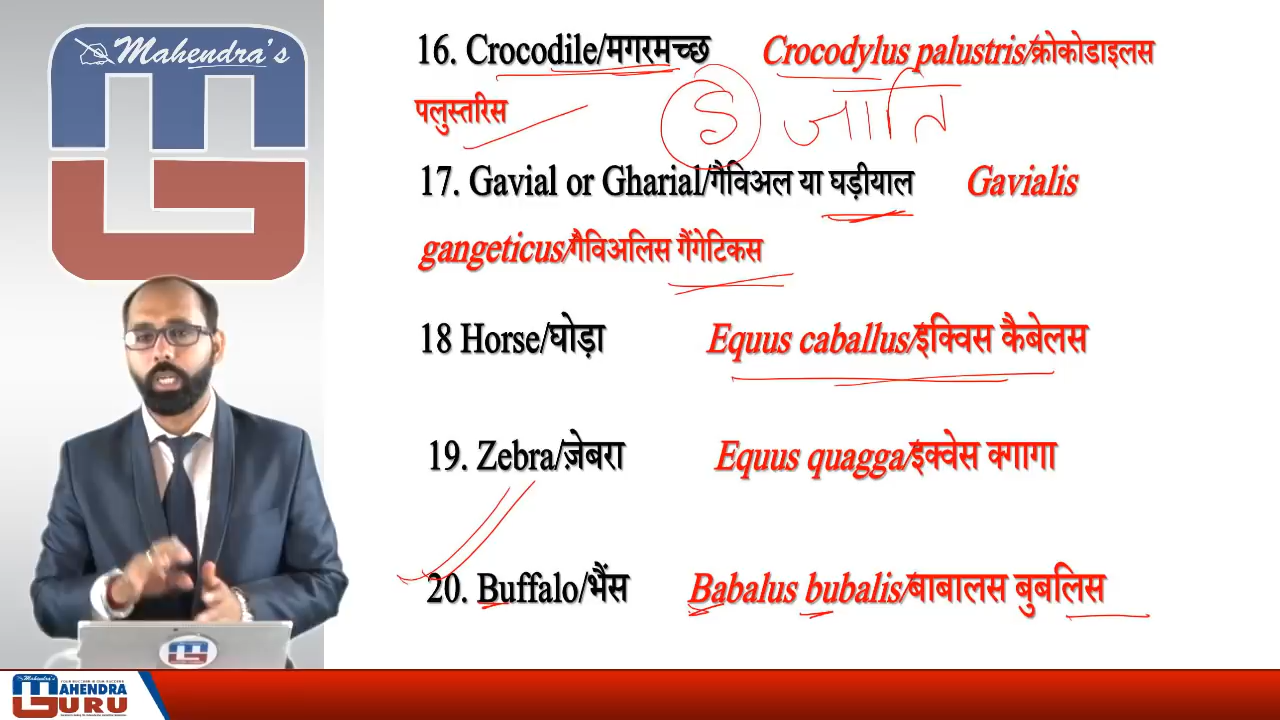 Mahendra's
16. Crocodile/मगरमच्छ Crocodylus palustris/क्रोकोडाइलस
पलुस्तरिस
S जाति
17. Gavial or Gharial/गैविअल या घड़ीयाल Gavialis
gangeticus/गैविअलिस गैंगेटिकस
18 Horse/घोड़ा Equus caballus/इक्विस कैबेलस
19. Zebra/ज़ेबरा Equus quagga/इक्वेस क्गागा
20. Buffalo/भैंस Babalus bubalis/बाबालस बुबलिस
Mahendra's
MAHENDRA
GURU